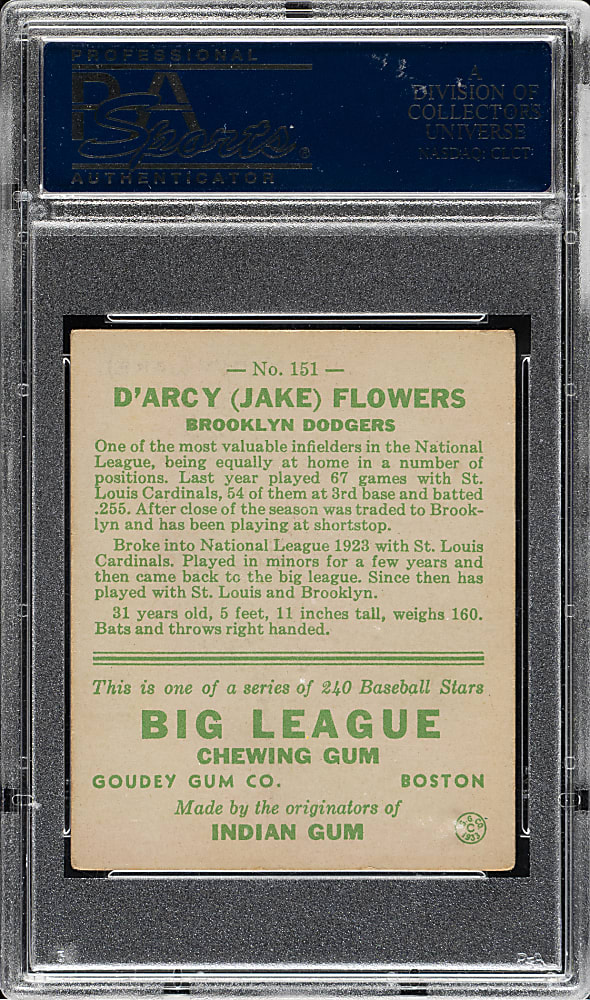 PROFESSIONAL
PSA
Sports®
AUTHENTICATOR
A
DIVISION OF
COLLECTORS
UNIVERSE
NASDAQ: CLCT
— No. 151 —
D'ARCY (JAKE) FLOWERS
BROOKLYN DODGERS
One of the most valuable infielders in the National
League, being equally at home in a number of
positions. Last year played 67 games with St.
Louis Cardinals, 54 of them at 3rd base and batted
.255. After close of the season was traded to Brook-
lyn and has been playing at shortstop.
Broke into National League 1923 with St. Louis
Cardinals. Played in minors for a few years and
then came back to the big league. Since then has
played with St. Louis and Brooklyn.
31 years old, 5 feet, 11 inches tall, weighs 160.
Bats and throws right handed.
This is one of a series of 240 Baseball Stars
BIG LEAGUE
CHEWING GUM
GOUDEY GUM CO. BOSTON
Made by the originators of
INDIAN GUM
G. G. CO.
C
1933
PSA